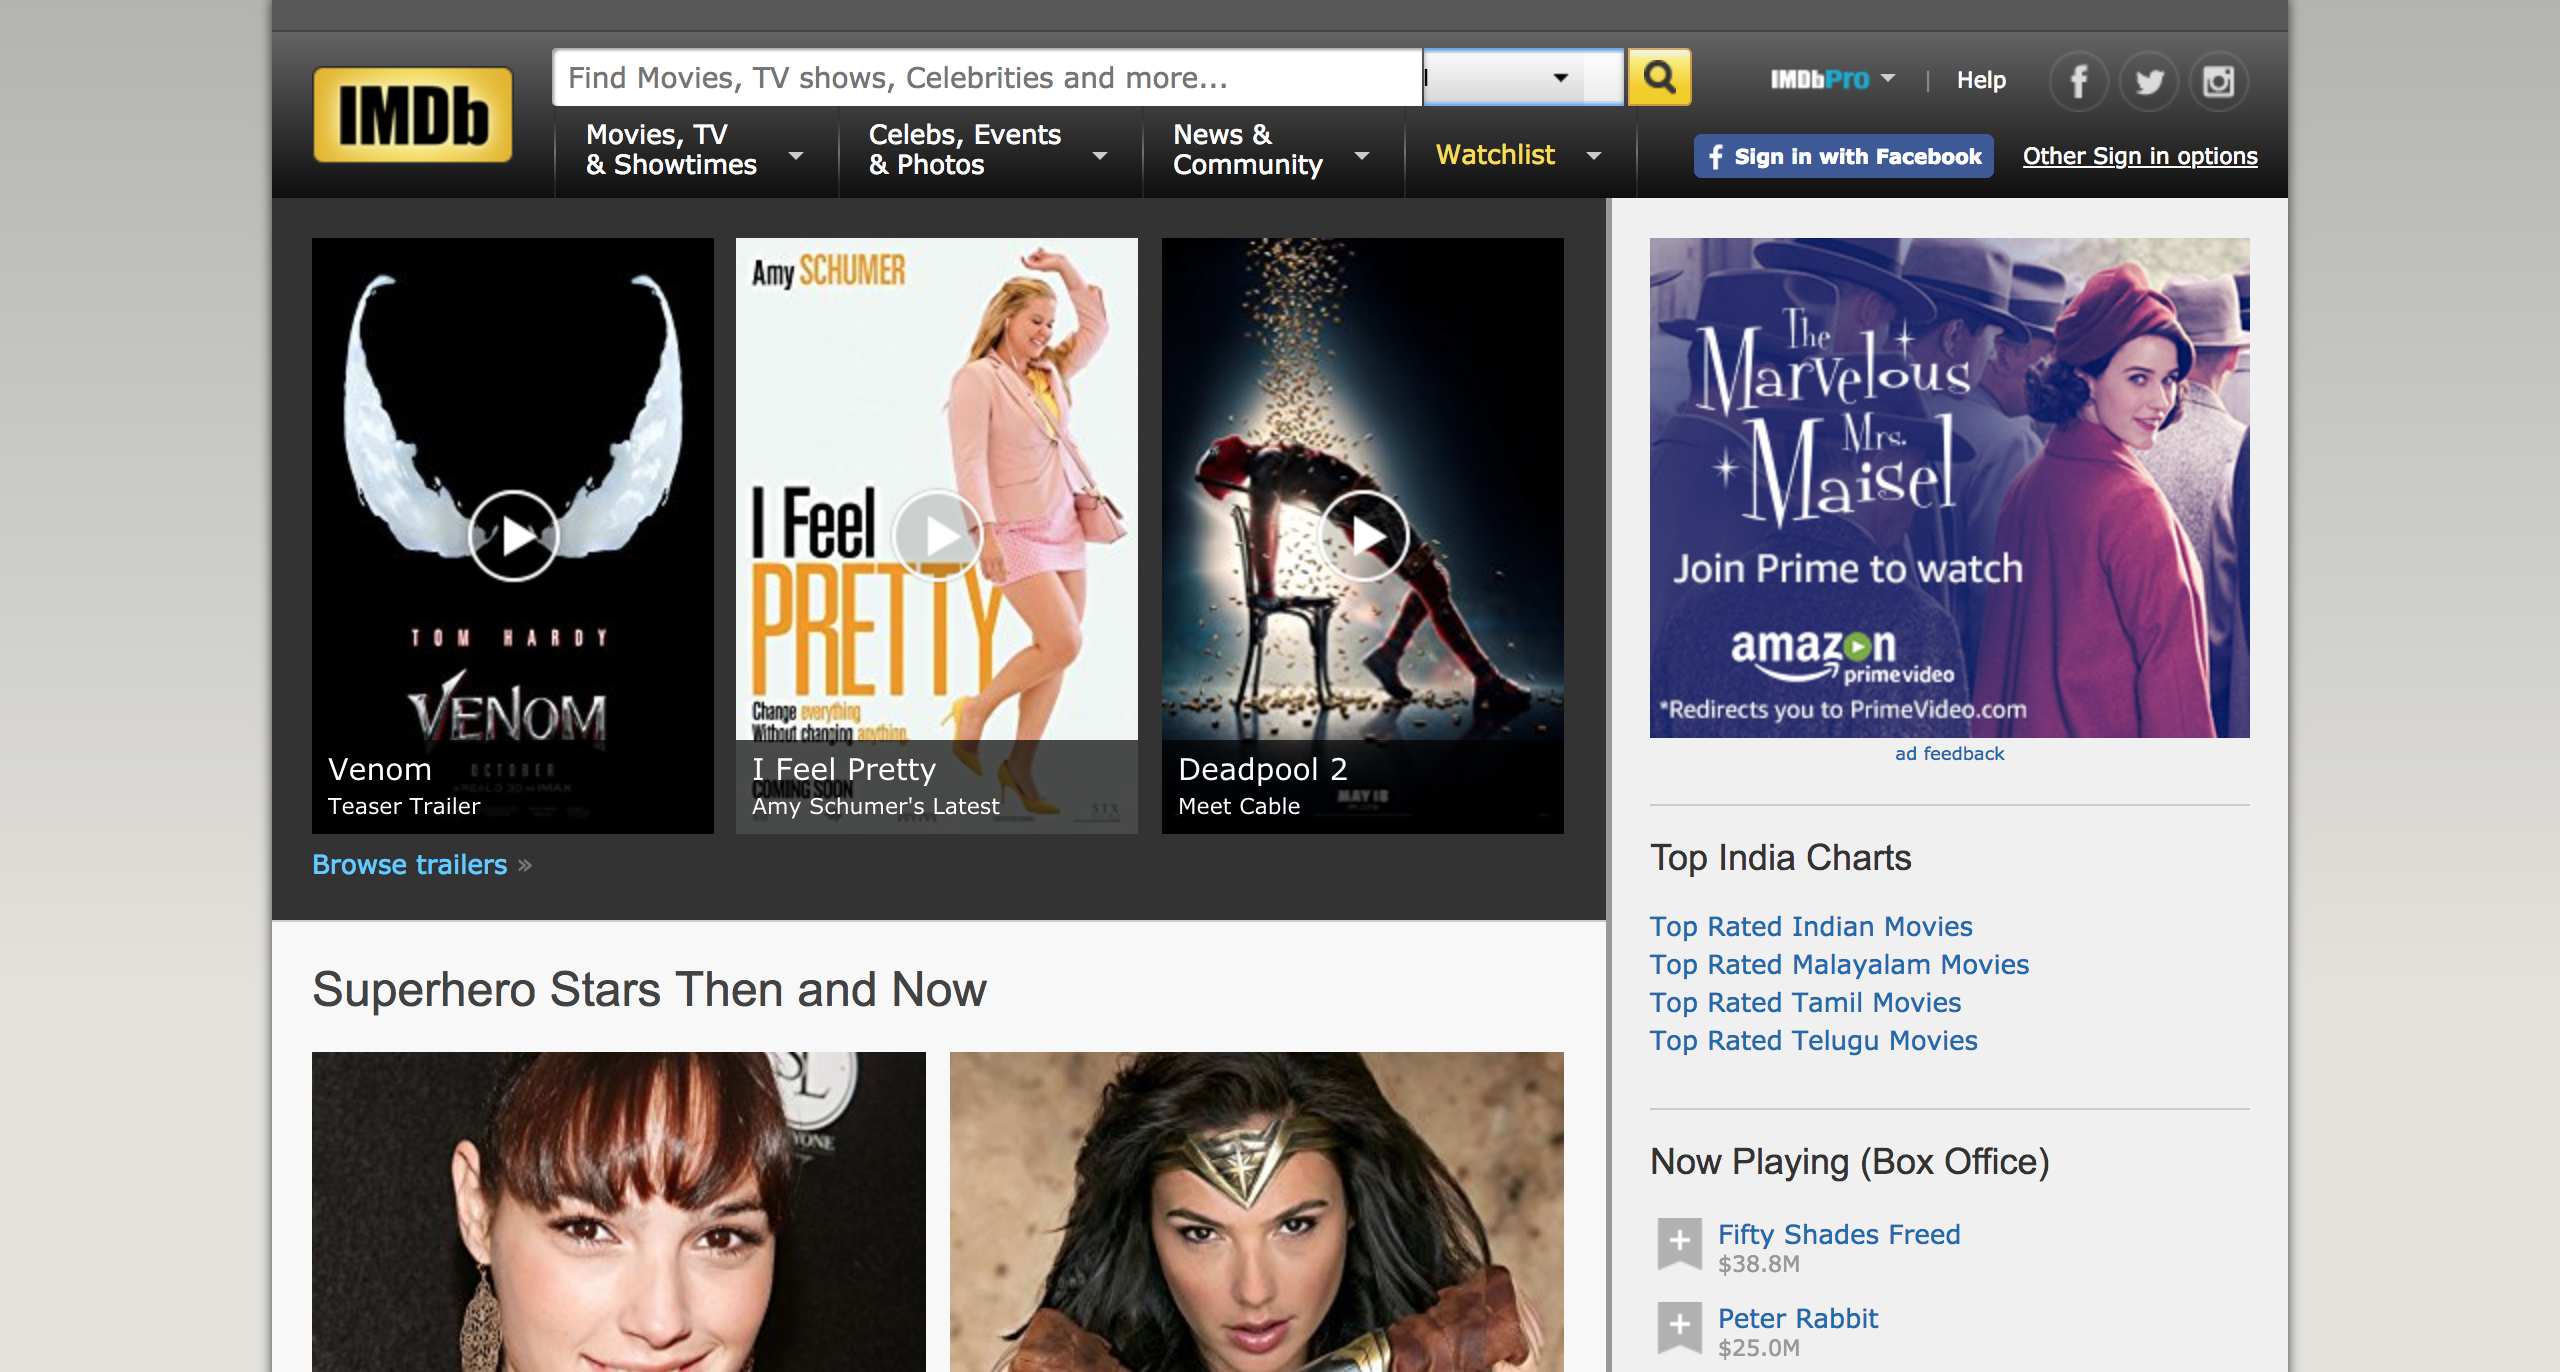 Find Movies, TV shows, Celebrities and more...
IMDbPro
|
Help
IMDb
Movies, TV
& Showtimes
Celebs, Events
& Photos
News &
Community
Watchlist
Sign in with Facebook
Other Sign in options
TOM HARDY
VENOM
OCTOBER
Venom
Teaser Trailer
Amy SCHUMER
I Feel
PRETTY
Change everything
Without changing anything.
COMING SOON
STX
I Feel Pretty
Amy Schumer's Latest
MAY 18
Deadpool 2
Meet Cable
Browse trailers »
The
Marvelous
Mrs.
Maisel
Join Prime to watch
amazon
primevideo
*Redirects you to PrimeVideo.com
ad feedback
Top India Charts
Top Rated Indian Movies
Top Rated Malayalam Movies
Top Rated Tamil Movies
Top Rated Telugu Movies
Superhero Stars Then and Now
SL
Now Playing (Box Office)
Fifty Shades Freed
$38.8M
Peter Rabbit
$25.0M